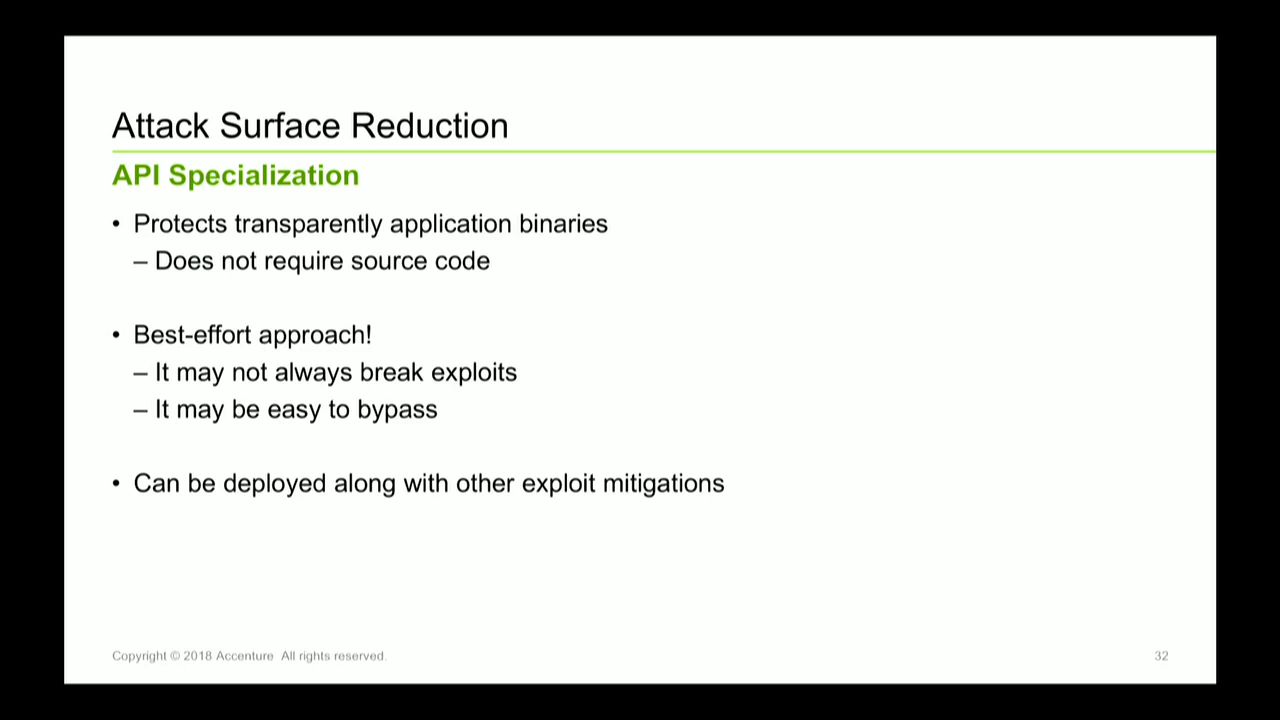 Attack Surface Reduction
API Specialization
• Protects transparently application binaries
– Does not require source code
• Best-effort approach!
– It may not always break exploits
– It may be easy to bypass
• Can be deployed along with other exploit mitigations
Copyright © 2018 Accenture  All rights reserved.
32